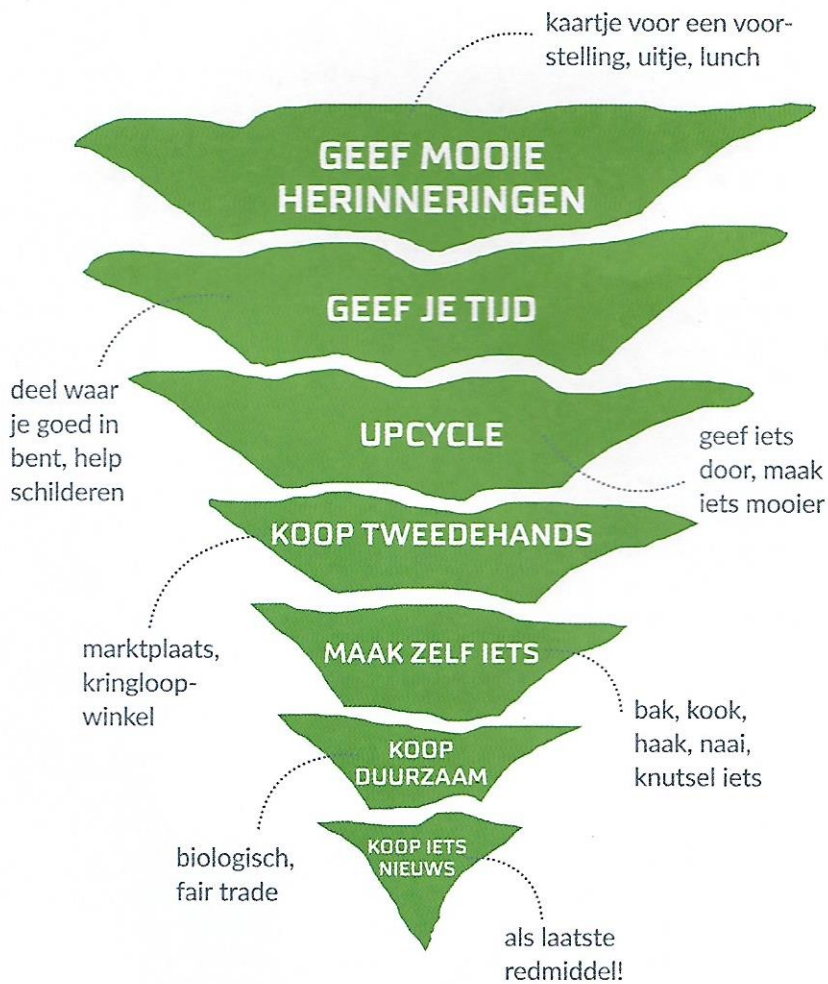 kaartje voor een voor-
stelling, uitje, lunch
GEEF MOOIE
HERINNERINGEN
GEEF JE TIJD
deel waar
je goed in
bent, help
schilderen
UPCYCLE
geef iets
door, maak
iets mooier
KOOP TWEEDEHANDS
marktplaats,
kringloop-
winkel
MAAK ZELF IETS
bak, kook,
haak, naai,
knutsel iets
KOOP
DUURZAAM
biologisch,
fair trade
KOOP IETS
NIEUWS
als laatste
redmiddel!